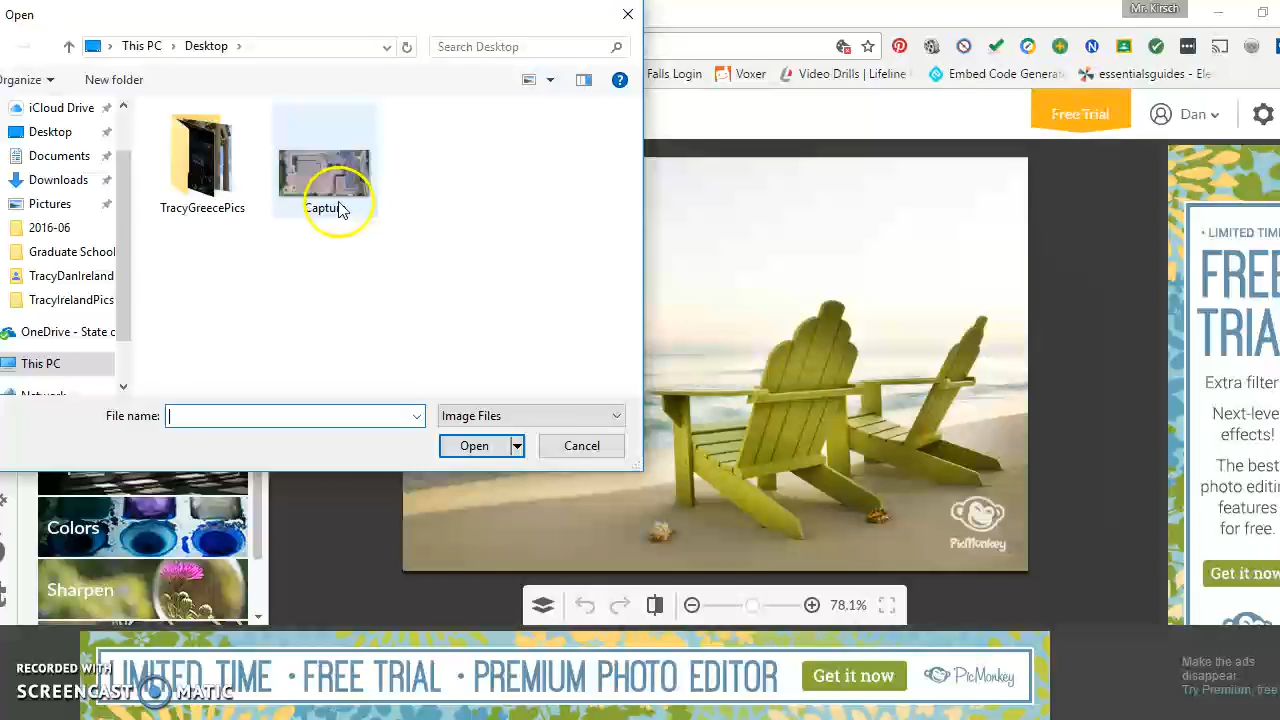 Open
Mr. Kirsch
This PC
Desktop
Search Desktop
Organize
New folder
Falls Login
Voxer
Video Drills | Lifeline
Embed Code Generat
essentialsguides - Ele
iCloud Drive
Desktop
Documents
Downloads
Pictures
2016-06
Graduate School
TracyDanIreland
TracyIrelandPics
OneDrive - State c
This PC
Network
TracyGreecePics
Captu
File name:
Image Files
Open
Cancel
Free Trial
Dan
• LIMITED TIME
FREE
TRIA
Extra filter
Next-leve
effects!
The best
photo editin
features
for free.
Get it now
PicMonkey
Colors
Sharpen
78.1%
LIMITED TIME • FREE TRIAL • PREMIUM PHOTO EDITOR
Get it now
PicMonkey
Make the ads
disappear.
Try Premium, free
RECORDED WITH
SCREENCAST MATIC